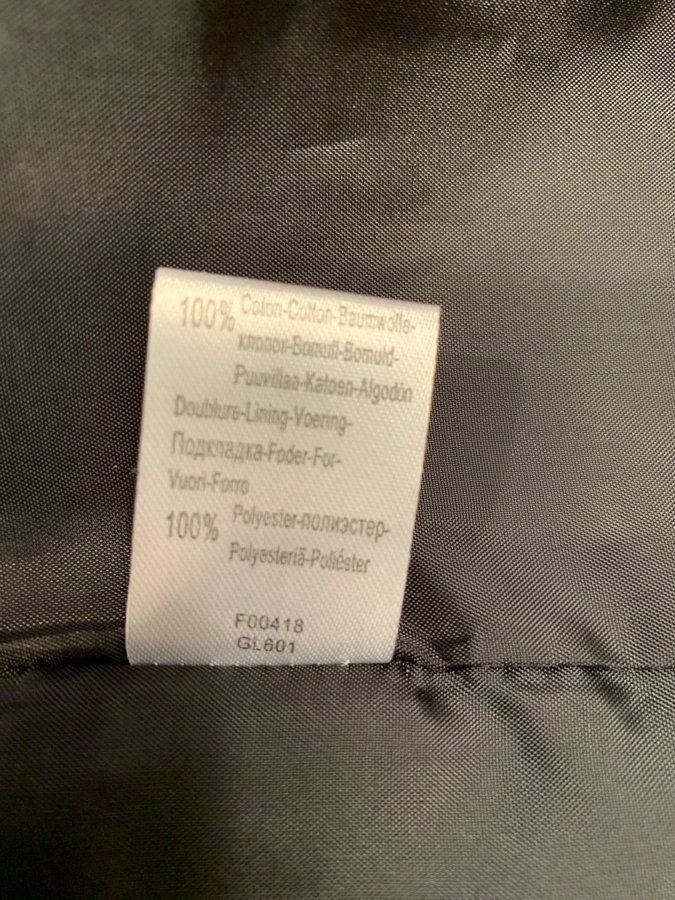 100% Coton-Cotton-Baumwolle-
хлопок-Bomull-Bomuld-
Puuvillaa-Katoen-Algodón
Doublure-Lining-Voering-
Подкладка-Foder-For-
Vuori-Forro
100% Polyester-полиэстер-
Polyesteriä-Poliéster
F00418
GL601